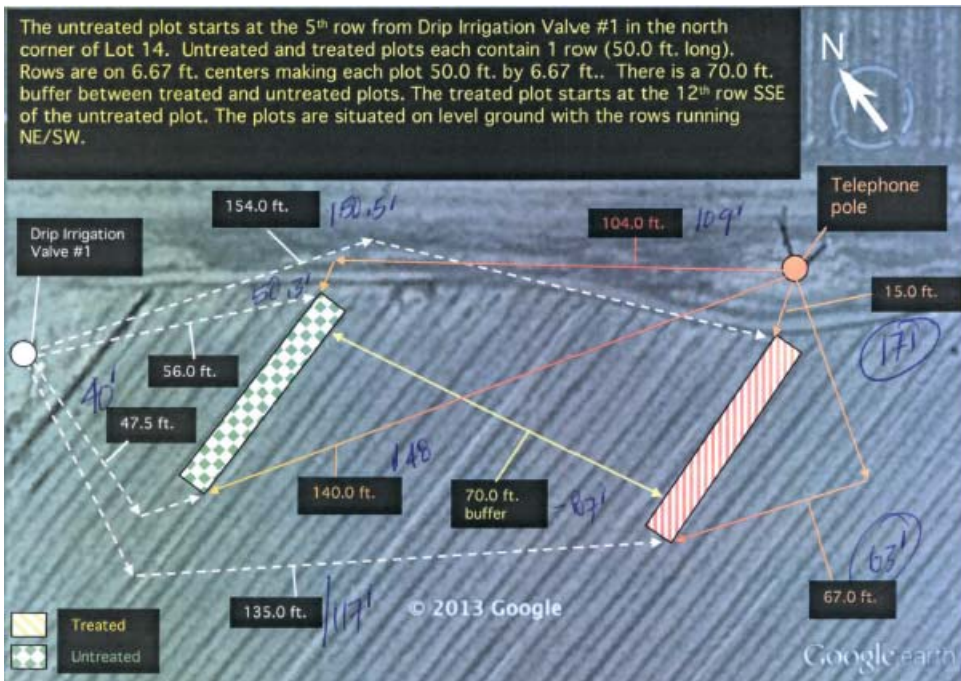 The untreated plot starts at the 5th row from Drip Irrigation Valve #1 in the north
corner of Lot 14. Untreated and treated plots each contain 1 row (50.0 ft. long).
Rows are on 6.67 ft. centers making each plot 50.0 ft. by 6.67 ft.. There is a 70.0 ft.
buffer between treated and untreated plots. The treated plot starts at the 12th row SSE
of the untreated plot. The plots are situated on level ground with the rows running
NE/SW.
N
Telephone
pole
154.0 ft.
150.5'
104.0 ft.
109'
Drip Irrigation
Valve #1
50.3'
15.0 ft.
171
56.0 ft.
40'
47.5 ft.
140.0 ft.
148
70.0 ft.
buffer
87'
63'
67.0 ft.
135.0 ft.
117'
© 2013 Google
Treated
Untreated
Google earth